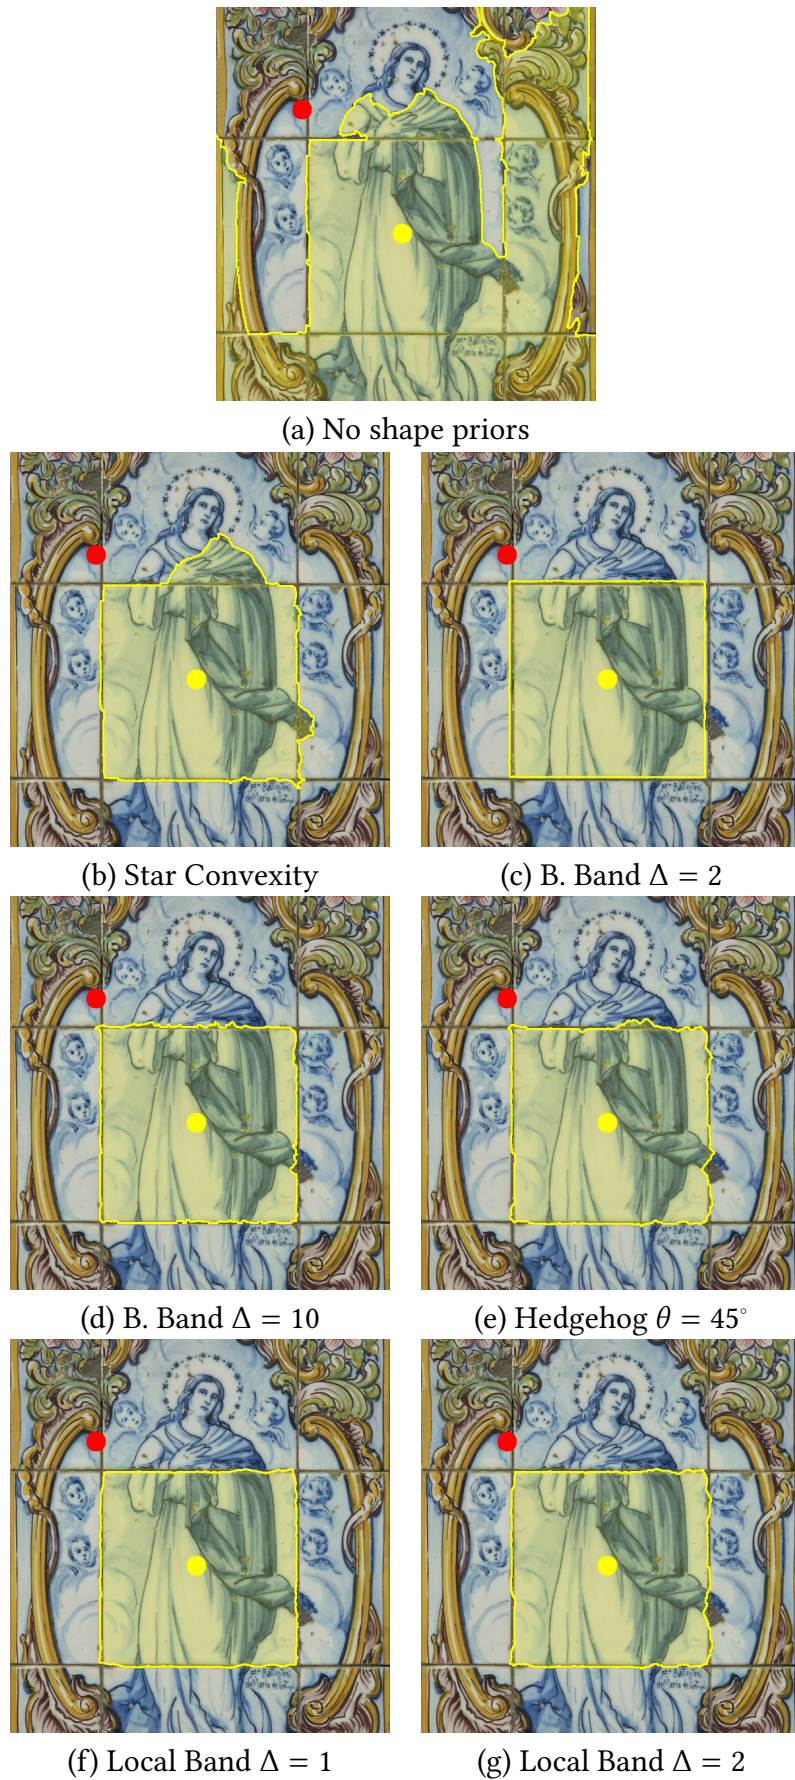 (a) No shape priors
(b) Star Convexity
(c) B. Band Δ = 2
(d) B. Band Δ = 10
(e) Hedgehog θ = 45°
(f) Local Band Δ = 1
(g) Local Band Δ = 2